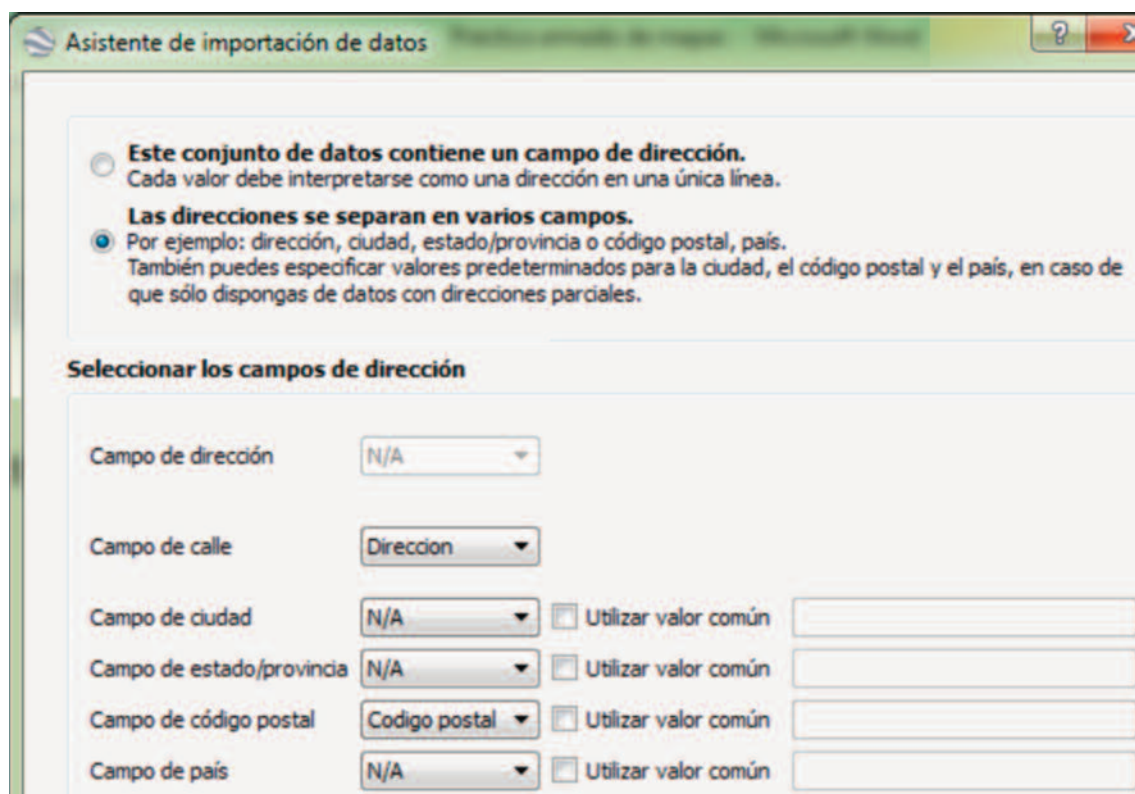 Asistente de importación de datos
?
Este conjunto de datos contiene un campo de dirección.
Cada valor debe interpretarse como una dirección en una única línea.
Las direcciones se separan en varios campos.
Por ejemplo: dirección, ciudad, estado/provincia o código postal, país.
También puedes especificar valores predeterminados para la ciudad, el código postal y el país, en caso de
que sólo dispongas de datos con direcciones parciales.
Seleccionar los campos de dirección
Campo de dirección N/A
Campo de calle Direccion
Campo de ciudad N/A Utilizar valor común
Campo de estado/provincia N/A Utilizar valor común
Campo de código postal Codigo postal Utilizar valor común
Campo de país N/A Utilizar valor común